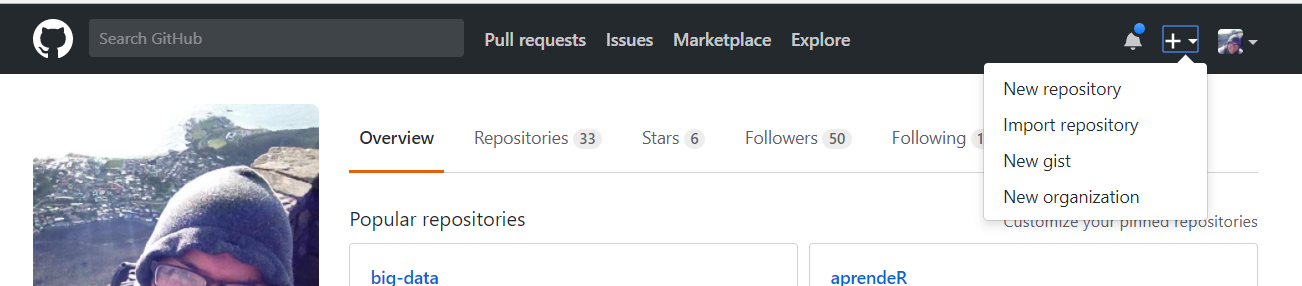 Search GitHub Pull requests Issues Marketplace Explore
New repository
Import repository
New gist
New organization
Overview Repositories 33 Stars 6 Followers 50 Following
Popular repositories Customize your pinned repositories
big-data aprendeR